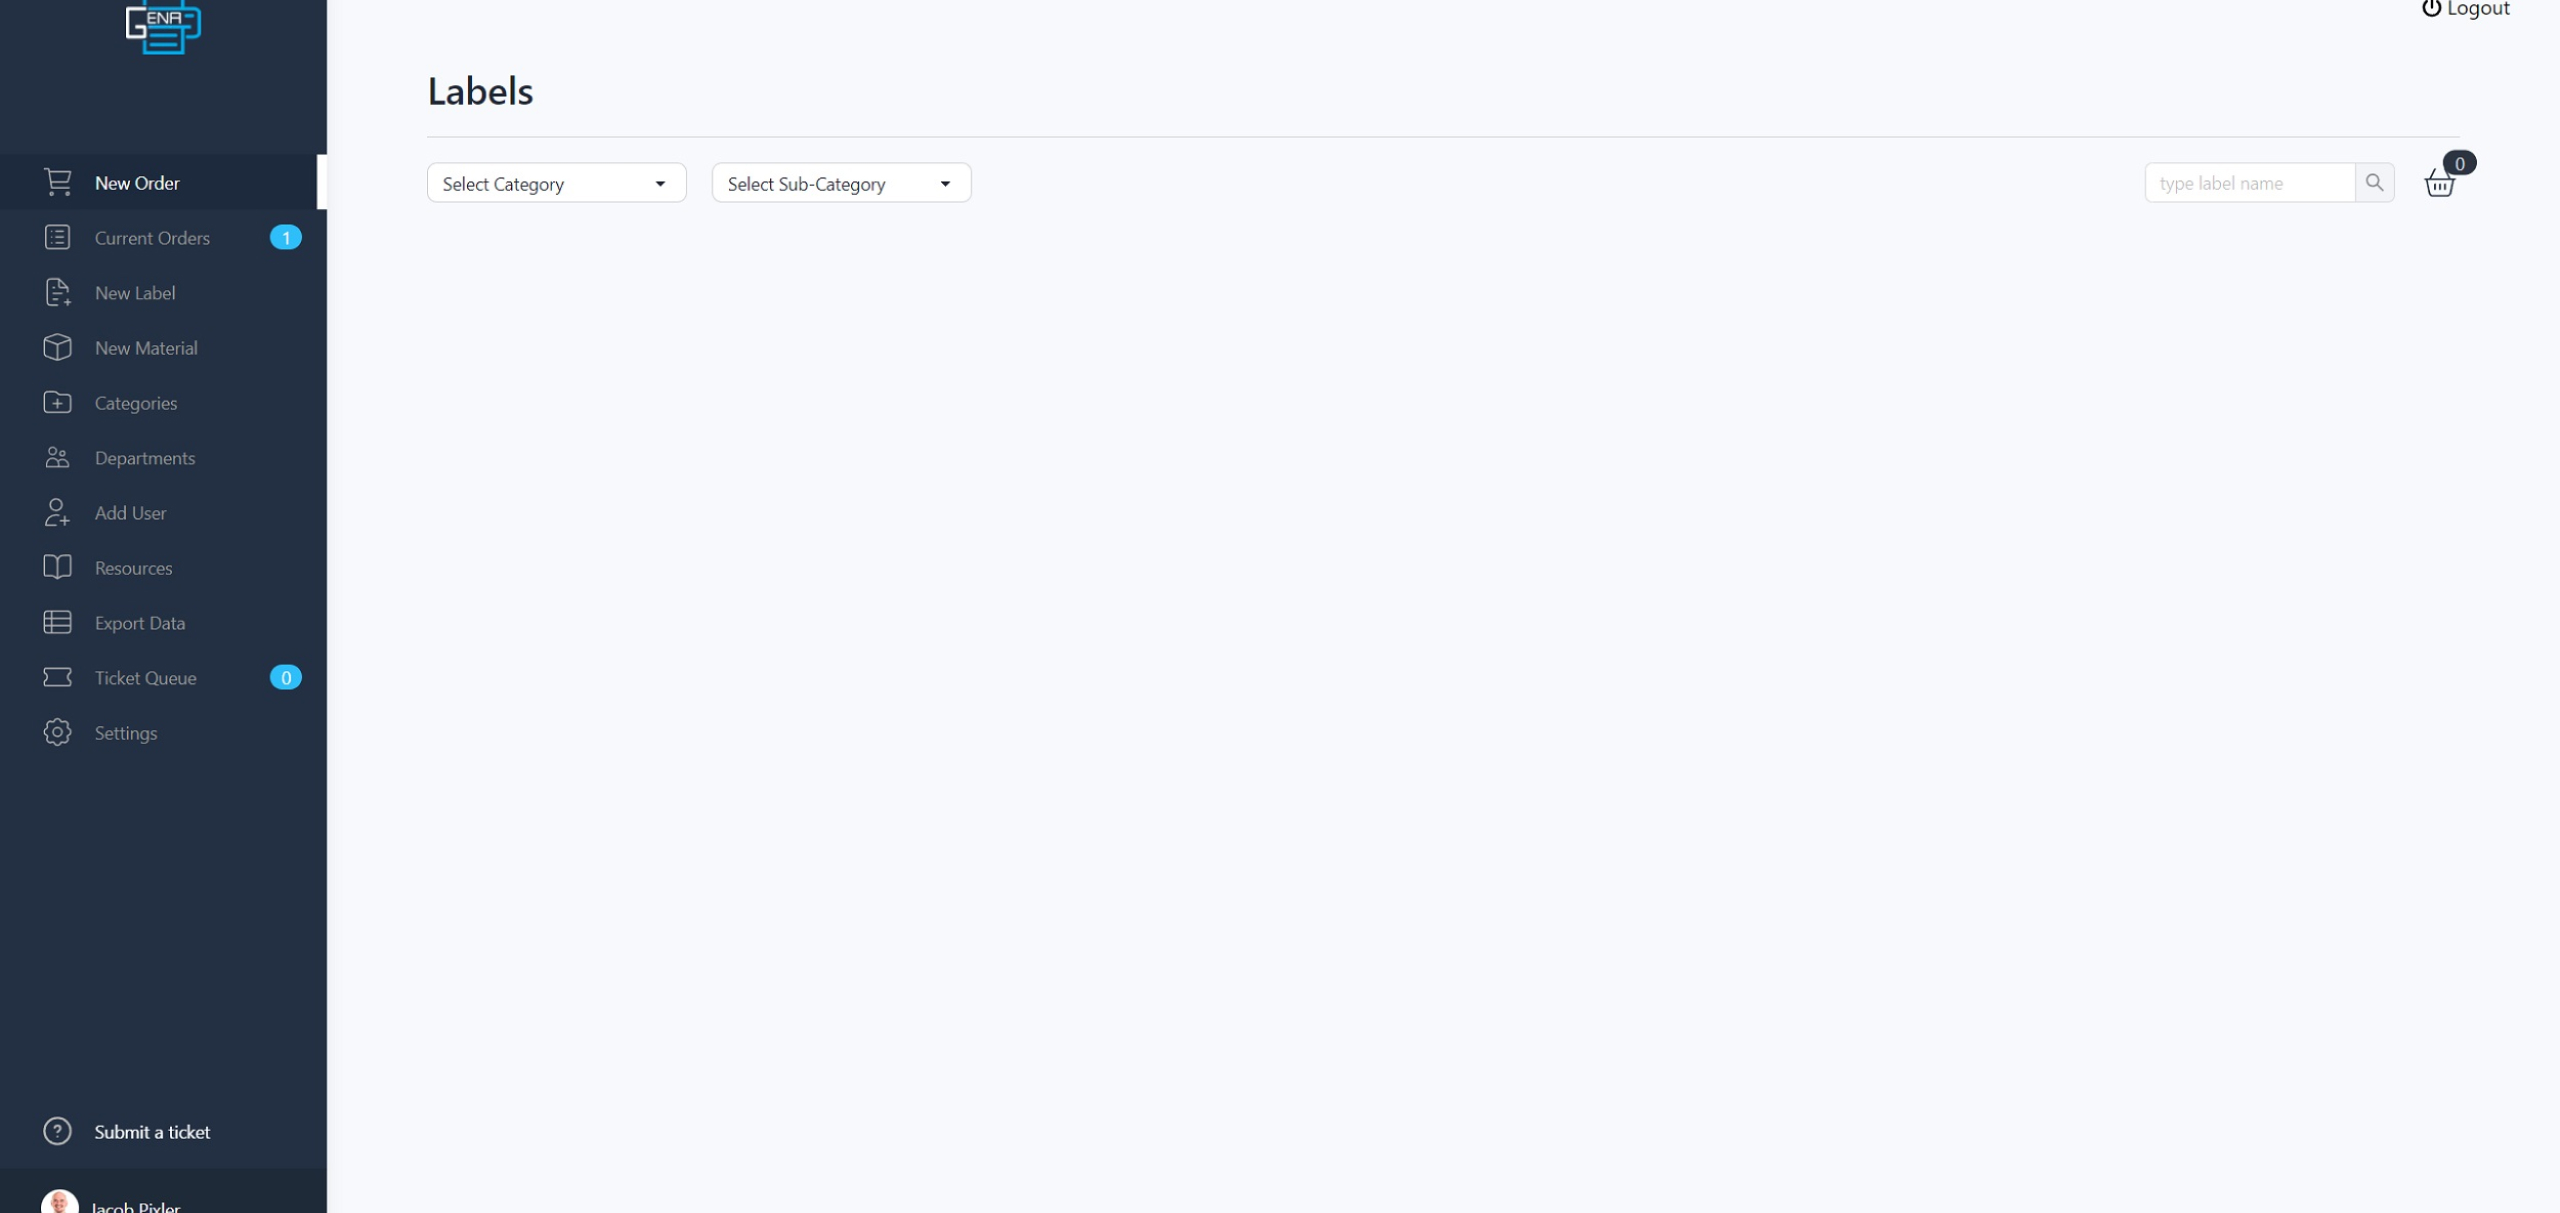 GENA
Logout
Labels
Select Category
Select Sub-Category
type label name
0
New Order
Current Orders
1
New Label
New Material
Categories
Departments
Add User
Resources
Export Data
Ticket Queue
0
Settings
Submit a ticket
Jacob Pixler